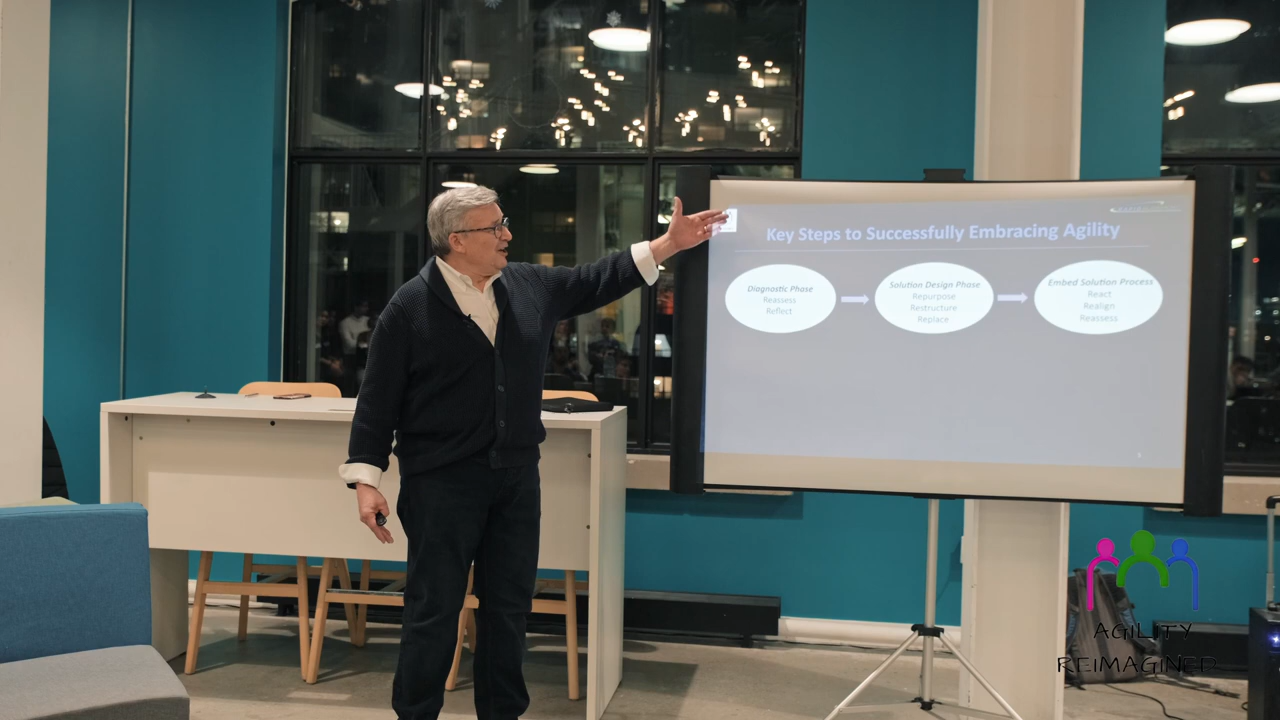 Key Steps to Successfully Embracing Agility
Diagnostic Phase
Reassess
Reflect
Solution Design Phase
Repurpose
Restructure
Replace
Embed Solution Process
React
Realign
Reassess
AGILITY
REIMAGINED